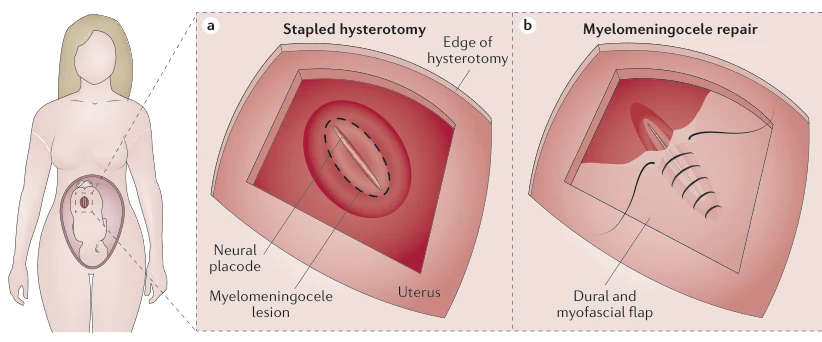 a
Stapled hysterotomy
Edge of
hysterotomy
Neural
placode
Myelomeningocele
lesion
Uterus
b
Myelomeningocele repair
Dural and
myofascial flap